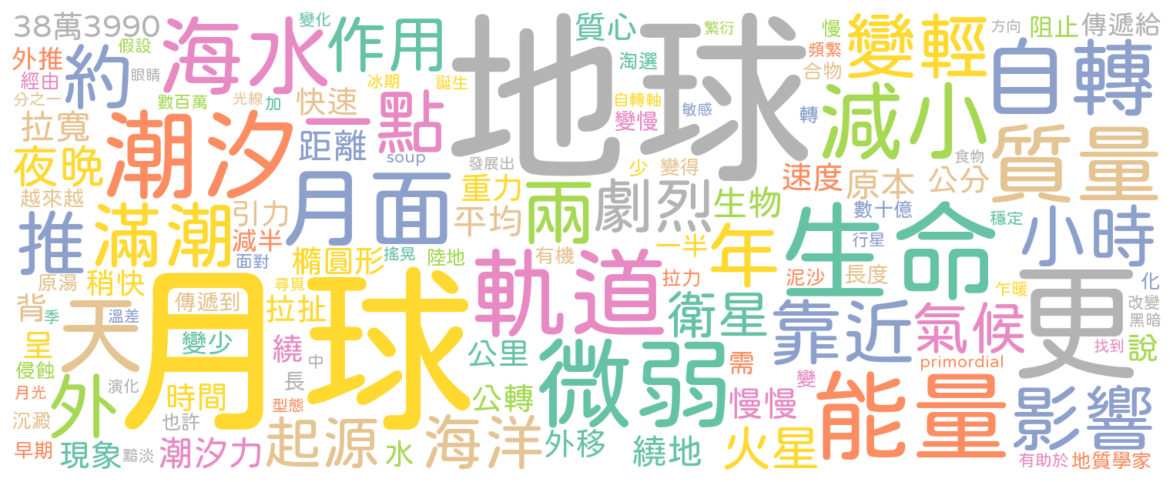 38萬3990
變化
作用
質心
繁衍
慢
方向
阻止
傳遞給
外推
假設
約
海水
地球
淘選
頻繁
變輕
自轉
經由
眼睛
冰期
誕生
合物
分之一
數百萬
光線
加
快速
一點
自轉軸
敏感
減小
拉寬
潮汐
距離
soup
變慢
轉
質量
夜晚
發展出
少
變得
食物
越來越
月面
重力
兩
劇烈
生物
速度
原本
公分
推
滿潮
引力
平均
年
數十億
生命
穩定
小時
減半
面對
搖晃
陸地
有機
一半
行星
原湯
稍快
橢圓形
尋覓
軌道
拉力
泥沙
長度
更
化
背
季
天
溫差
傳遞到
拉扯
衛星
靠近
氣候
乍暖
改變
黑暗
呈
變少
月球
繞
公里
微弱
需
primordial
找到
說
侵蝕
外
中
長
月光
演化
時間
型態
公轉
慢慢
變
能量
影響
沉澱
也許
起源
海洋
外移
早期
現象
黯淡
潮汐力
水
繞地
火星
有助於
地質學家